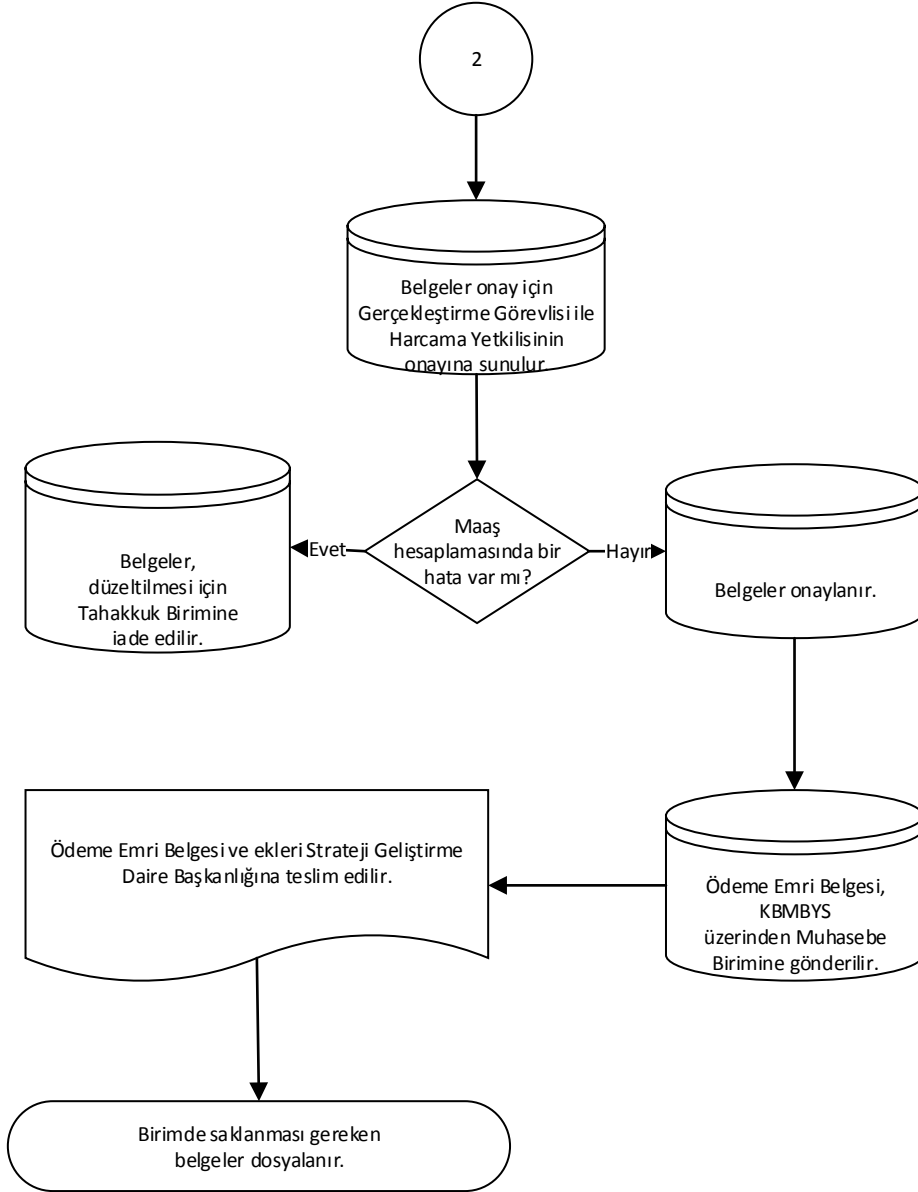 2
Belgeler onay için
Gerçekleştirme Görevlisi ile
Harcama Yetkilisinin
onayına sunulur.
Maaş
hesaplamasında bir
hata var mı?
Evet
Hayır
Belgeler,
düzeltilmesi için
Tahakkuk Birimine
iade edilir.
Belgeler onaylanır.
Ödeme Emri Belgesi,
KBMBYS
üzerinden Muhasebe
Birimine gönderilir.
Ödeme Emri Belgesi ve ekleri Strateji Geliştirme
Daire Başkanlığına teslim edilir.
Birimde saklanması gereken
belgeler dosyalanır.